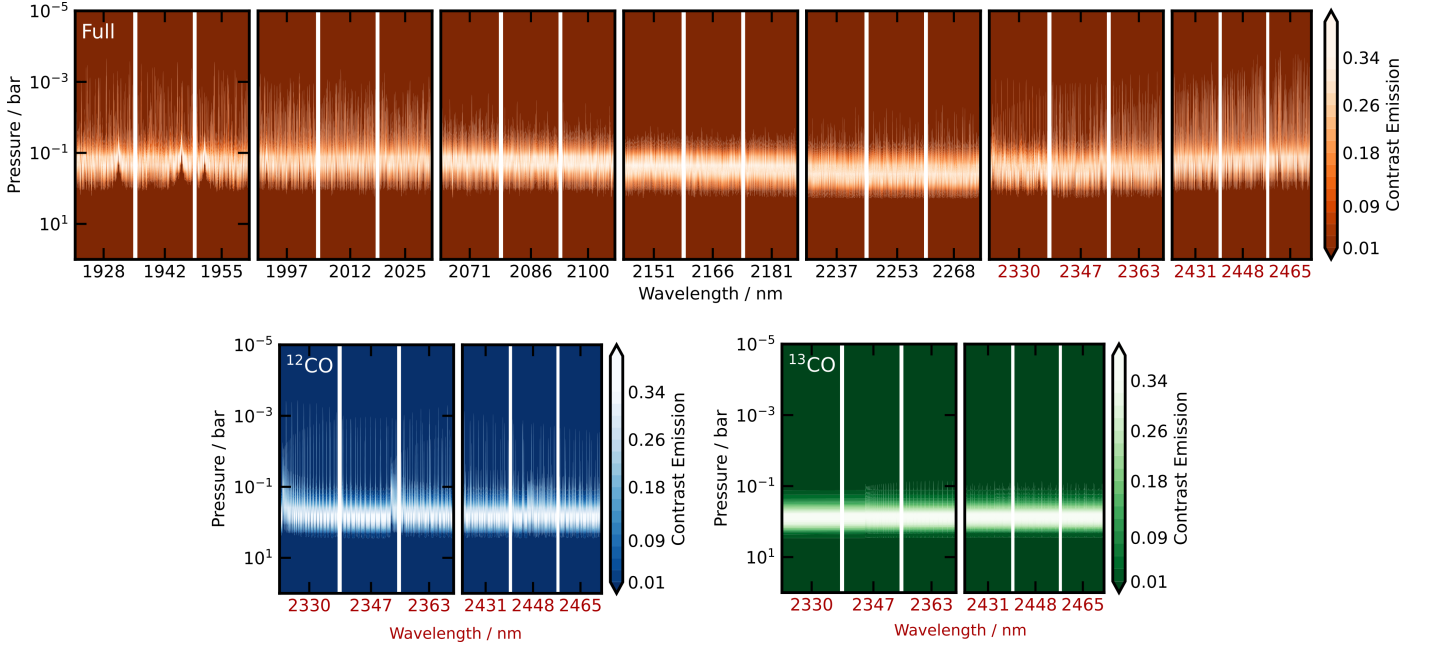 10⁻⁵
10⁻³
10⁻¹
10¹
Pressure / bar
Full
1928 1942 1955 1997 2012 2025 2071 2086 2100 2151 2166 2181 2237 2253 2268 2330 2347 2363 2431 2448 2465
Wavelength / nm
0.34
0.26
0.18
0.09
0.01
Contrast Emission
10⁻⁵
10⁻³
10⁻¹
10¹
Pressure / bar
¹²CO
2330 2347 2363 2431 2448 2465
Wavelength / nm
0.34
0.26
0.18
0.09
0.01
Contrast Emission
10⁻⁵
10⁻³
10⁻¹
10¹
Pressure / bar
¹³CO
2330 2347 2363 2431 2448 2465
Wavelength / nm
0.34
0.26
0.18
0.09
0.01
Contrast Emission